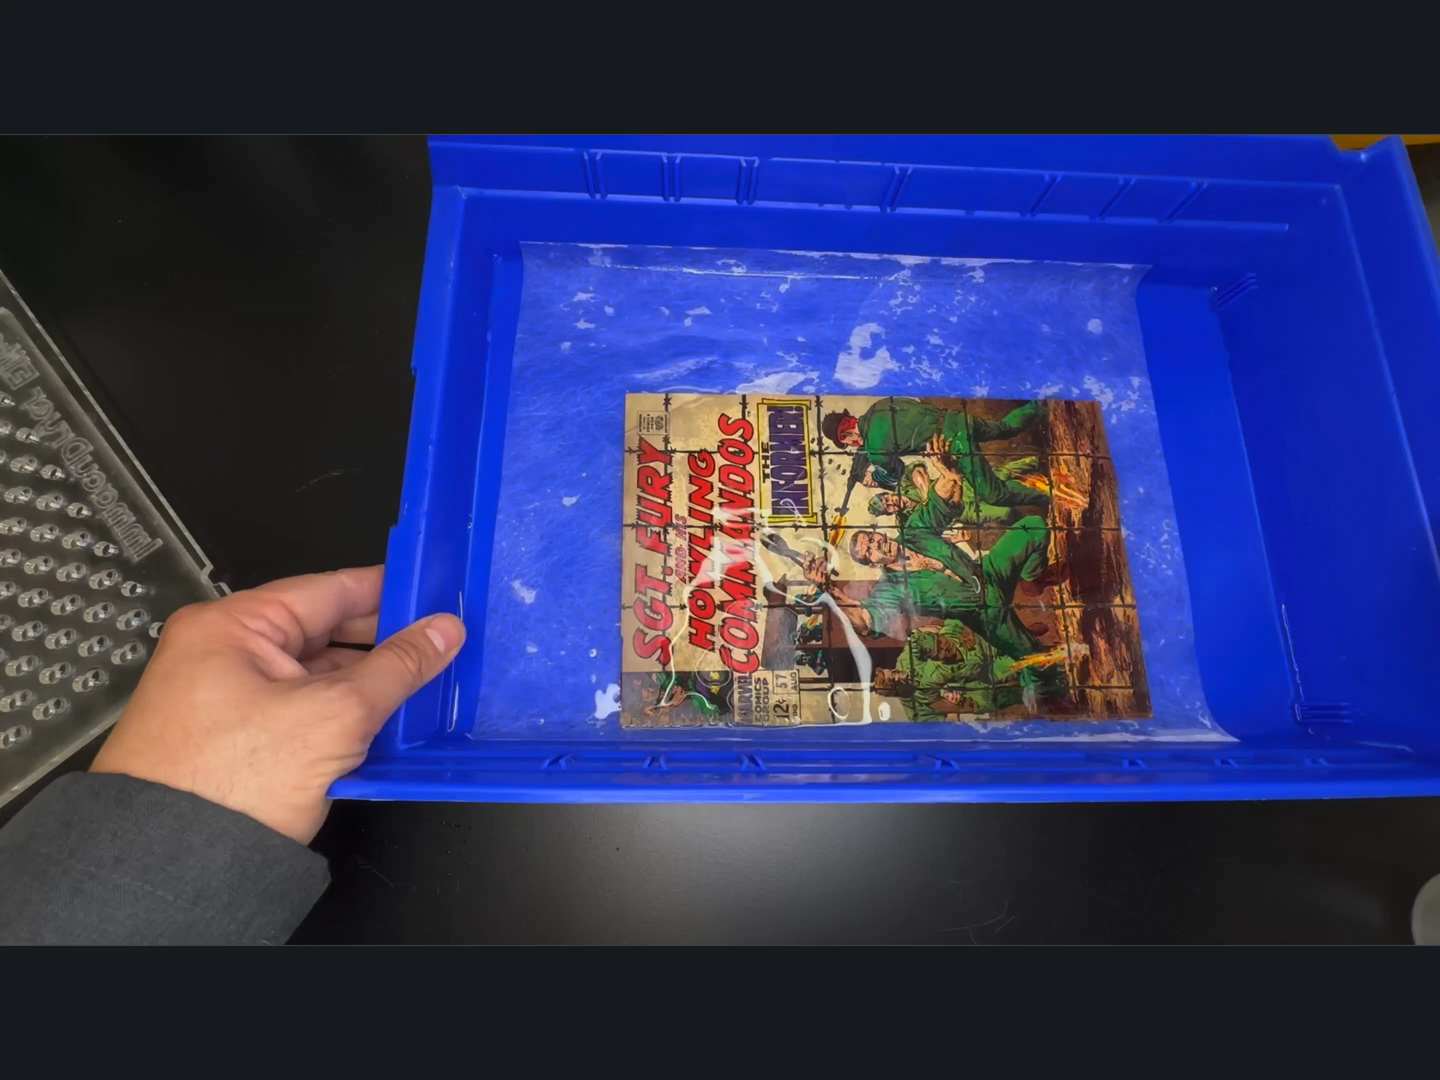 SGT. FURY
AND HIS
HOWLING
COMMANDOS
THE
INFORMER!
MARVEL
COMICS
GROUP
12¢
57
AUG